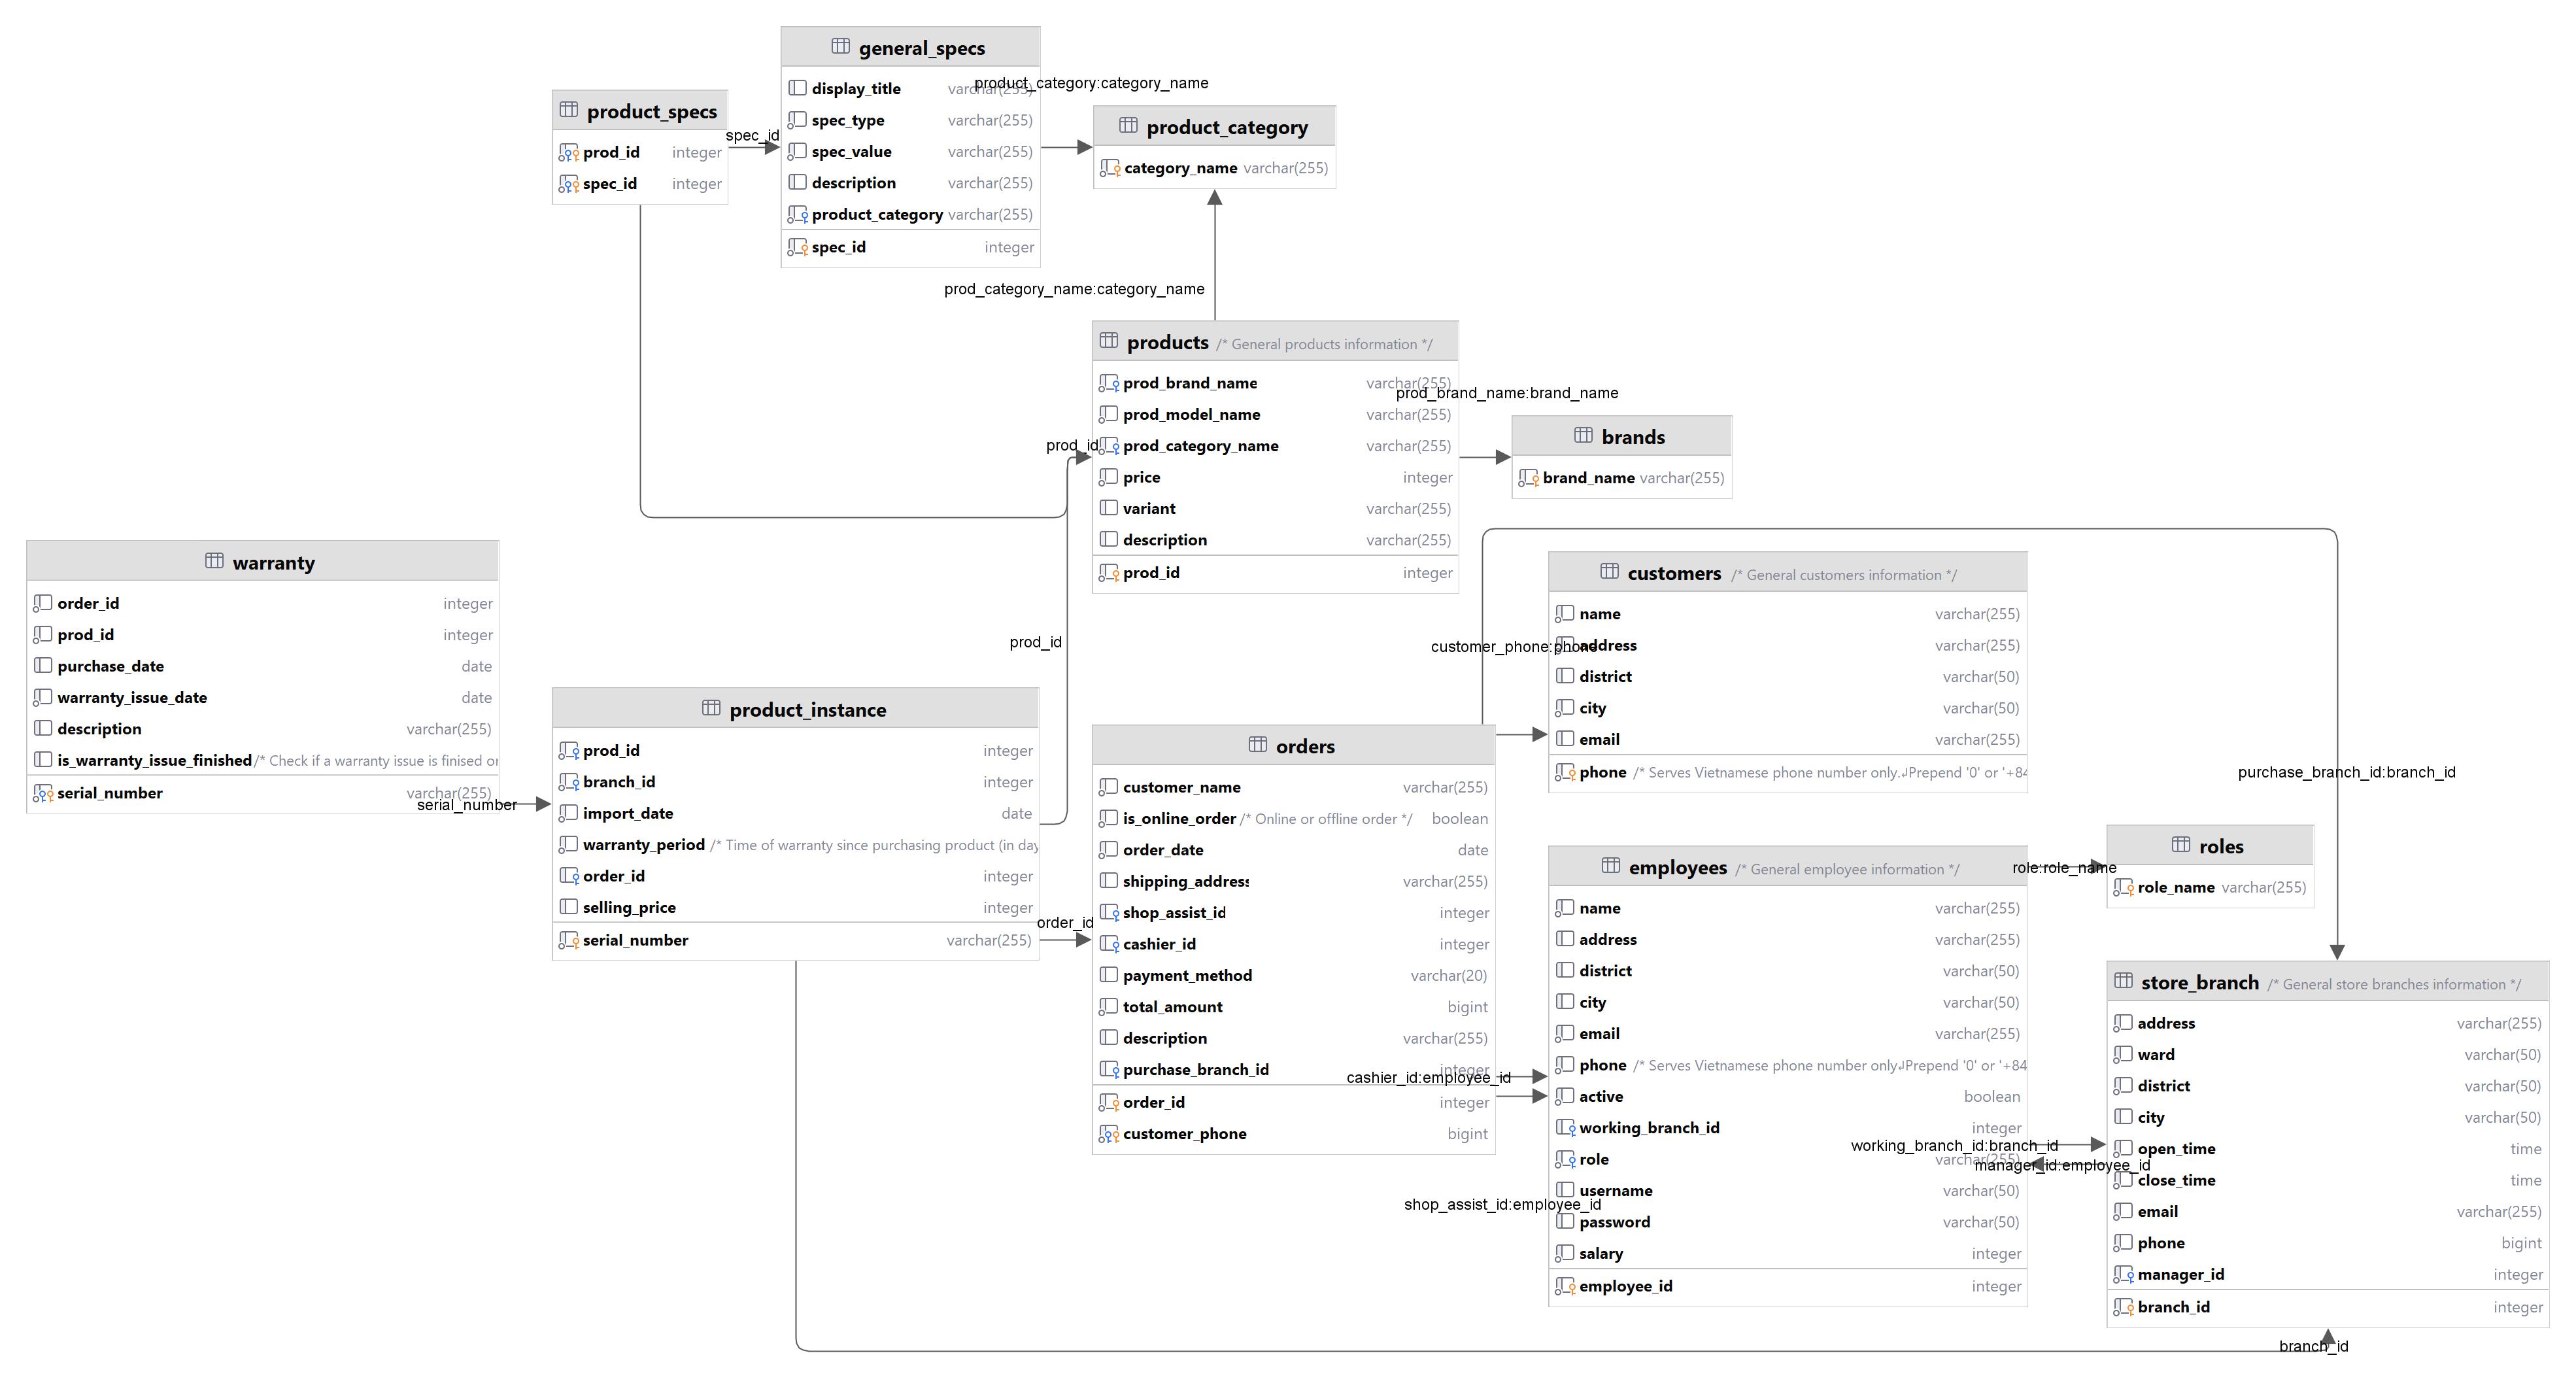 general_specs
display_title varchar(255)
spec_type varchar(255)
spec_value varchar(255)
description varchar(255)
product_category varchar(255)
spec_id integer
product_category:category_name
product_specs
prod_id integer
spec_id integer
spec_id
product_category
category_name varchar(255)
prod_category_name:category_name
products /* General products information */
prod_brand_name varchar(255)
prod_model_name varchar(255)
prod_category_name varchar(255)
price integer
variant varchar(255)
description varchar(255)
prod_id integer
prod_id
prod_brand_name:brand_name
brands
brand_name varchar(255)
warranty
order_id integer
prod_id integer
purchase_date date
warranty_issue_date date
description varchar(255)
is_warranty_issue_finished /* Check if a warranty issue is finised or
serial_number varchar(255)
serial_number
prod_id
product_instance
prod_id integer
branch_id integer
import_date date
warranty_period /* Time of warranty since purchasing product (in day
order_id integer
selling_price integer
serial_number varchar(255)
order_id
orders
customer_name varchar(255)
is_online_order /* Online or offline order */ boolean
order_date date
shipping_address varchar(255)
shop_assist_id integer
cashier_id integer
payment_method varchar(20)
total_amount bigint
description varchar(255)
purchase_branch_id integer
order_id integer
customer_phone bigint
customer_phone:phone
customers /* General customers information */
name varchar(255)
address varchar(255)
district varchar(50)
city varchar(50)
email varchar(255)
phone /* Serves Vietnamese phone number only.↲Prepend '0' or '+84
cashier_id:employee_id
shop_assist_id:employee_id
employees /* General employee information */
name varchar(255)
address varchar(255)
district varchar(50)
city varchar(50)
email varchar(255)
phone /* Serves Vietnamese phone number only↲Prepend '0' or '+84
active boolean
working_branch_id integer
role varchar(255)
username varchar(50)
password varchar(50)
salary integer
employee_id integer
role:role_name
roles
role_name varchar(255)
purchase_branch_id:branch_id
working_branch_id:branch_id
manager_id:employee_id
store_branch /* General store branches information */
address varchar(255)
ward varchar(50)
district varchar(50)
city varchar(50)
open_time time
close_time time
email varchar(255)
phone bigint
manager_id integer
branch_id integer
branch_id